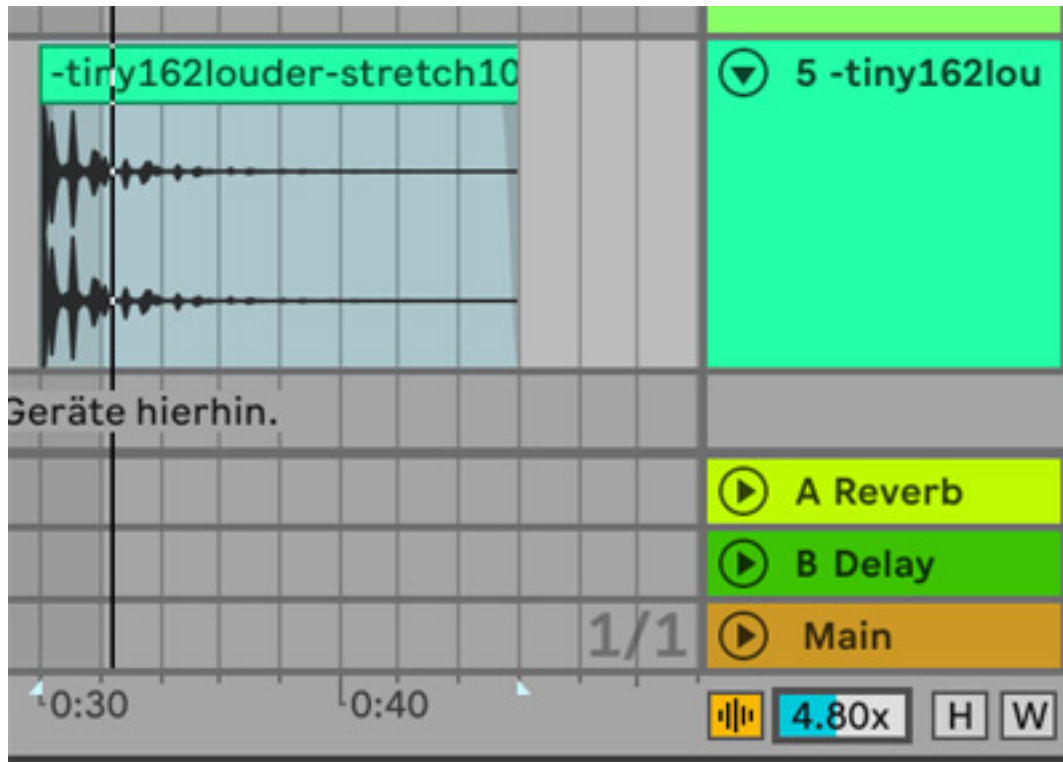 -tiny162louder-stretch10
5 -tiny162lou
Geräte hierhin.
A Reverb
B Delay
1/1
Main
0:30
0:40
4.80x
H
W